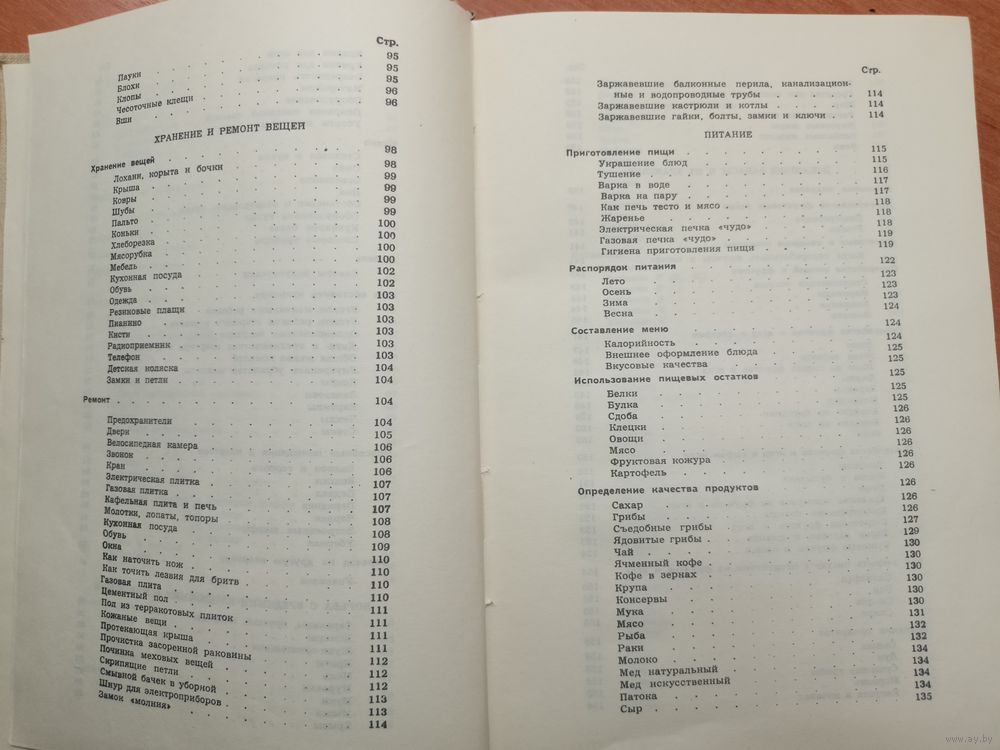 Стр.
Пауки . . . 95
Блохи . . . 95
Клопы . . . 95
Чесоточные клещи . . . 96
Вши . . . 96
ХРАНЕНИЕ И РЕМОНТ ВЕЩЕЙ
Хранение вещей . . . 98
Лохани, корыта и бочки . . . 98
Крыша . . . 99
Ковры . . . 99
Шубы . . . 99
Пальто . . . 99
Коньки . . . 100
Хлеборезка . . . 100
Мясорубка . . . 100
Мебель . . . 100
Кухонная посуда . . . 102
Обувь . . . 102
Одежда . . . 103
Резиновые плащи . . . 103
Пианино . . . 103
Кисти . . . 103
Радиоприемник . . . 103
Телефон . . . 103
Детская коляска . . . 104
Замки и петли . . . 104
Ремонт . . . 104
Предохранители . . . 104
Двери . . . 105
Велосипедная камера . . . 106
Звонок . . . 106
Кран . . . 106
Электрическая плитка . . . 107
Газовая плитка . . . 107
Кафельная плита и печь . . . 107
Молотки, лопаты, топоры . . . 108
Кухонная посуда . . . 108
Обувь . . . 109
Окна . . . 110
Как наточить нож . . . 110
Как точить лезвия для бритв . . . 110
Газовая плита . . . 110
Цементный пол . . . 111
Пол из терракотовых плиток . . . 111
Кожаные вещи . . . 111
Протекающая крыша . . . 111
Прочистка засоренной раковины . . . 112
Починка меховых вещей . . . 112
Скрипящие петли . . . 112
Смывной бачек в уборной . . . 113
Шнур для электроприборов . . . 113
Замок «молния» . . . 114
Стр.
Заржавевшие балконные перила, канализацион-
ные и водопроводные трубы . . . 114
Заржавевшие кастрюли и котлы . . . 114
Заржавевшие гайки, болты, замки и ключи . . . 114
ПИТАНИЕ
Приготовление пищи . . . 115
Украшение блюд . . . 115
Тушение . . . 116
Варка в воде . . . 117
Варка на пару . . . 117
Как печь тесто и мясо . . . 118
Жаренье . . . 118
Электрическая печка «чудо» . . . 118
Газовая печка «чудо» . . . 119
Гигиена приготовления пищи . . . 119
Распорядок питания . . . 122
Лето . . . 123
Осень . . . 123
Зима . . . 123
Весна . . . 124
Составление меню . . . 124
Калорийность . . . 124
Внешнее оформление блюда . . . 125
Вкусовые качества . . . 125
Использование пищевых остатков . . . 125
Белки . . . 125
Булка . . . 125
Сдоба . . . 126
Клецки . . . 126
Овощи . . . 126
Мясо . . . 126
Фруктовая кожура . . . 126
Картофель . . . 126
Определение качества продуктов . . . 126
Сахар . . . 126
Грибы . . . 126
Съедобные грибы . . . 127
Ядовитые грибы . . . 129
Чай . . . 130
Ячменный кофе . . . 130
Кофе в зернах . . . 130
Крупа . . . 130
Консервы . . . 130
Мука . . . 130
Мясо . . . 131
Рыба . . . 132
Раки . . . 132
Молоко . . . 134
Мед натуральный . . . 134
Мед искусственный . . . 134
Патока . . . 134
Сыр . . . 135
www.ay.by